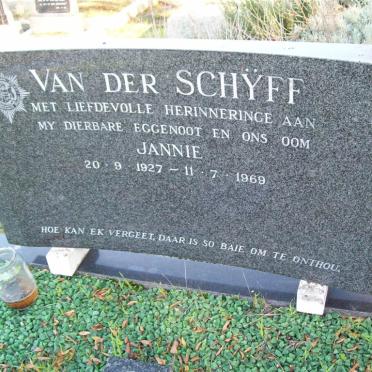 VAN DER SCHŸFF
MET LIEFDEVOLLE HERINNERINGE AAN
MY DIERBARE EGGENOOT EN ONS OOM
JANNIE
20 · 9 · 1927 – 11 · 7 · 1969
HOE KAN EK VERGEET, DAAR IS SO BAIE OM TE ONTHOU.